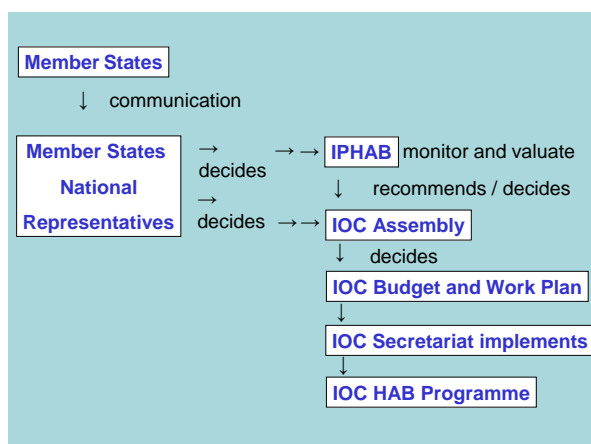 Member States
↓ communication
Member States → → → IPHAB monitor and valuate
decides
National ↓ recommends / decides
→
Representatives decides → → IOC Assembly
↓ decides
IOC Budget and Work Plan
↓
IOC Secretariat implements
↓
IOC HAB Programme